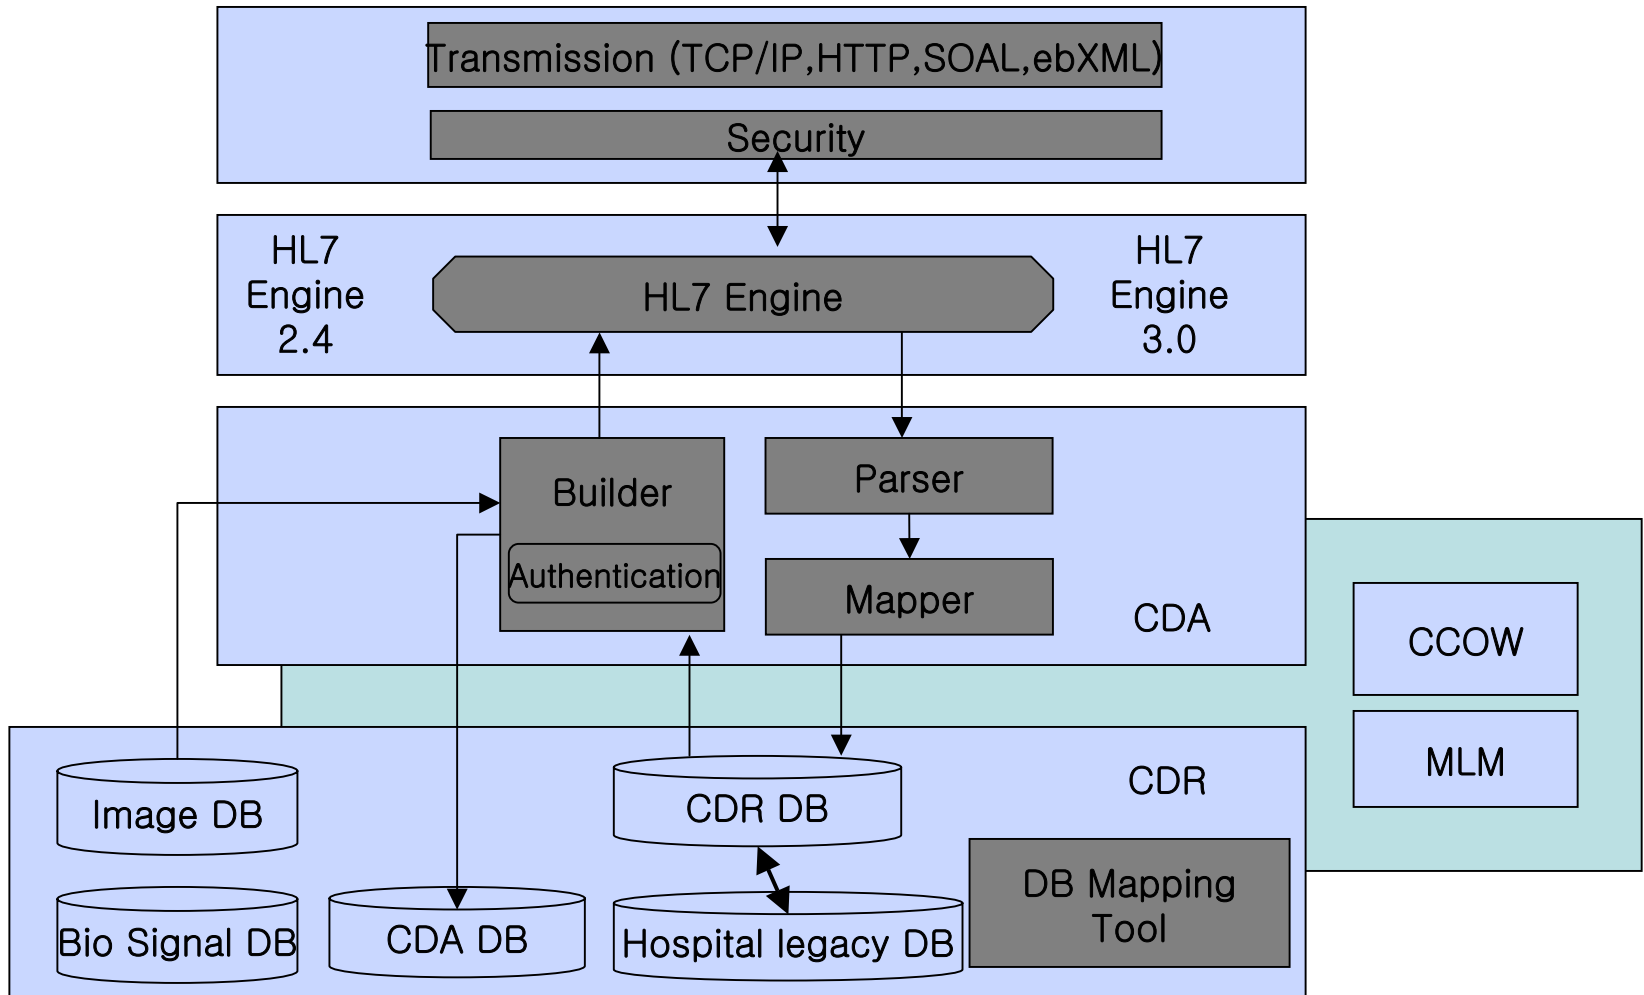 Transmission (TCP/IP,HTTP,SOAL,ebXML)
Security
HL7
Engine
2.4
HL7 Engine
HL7
Engine
3.0
Builder
Authentication
Parser
Mapper
CDA
CCOW
MLM
CDR
Image DB
CDR DB
DB Mapping
Tool
Bio Signal DB
CDA DB
Hospital legacy DB